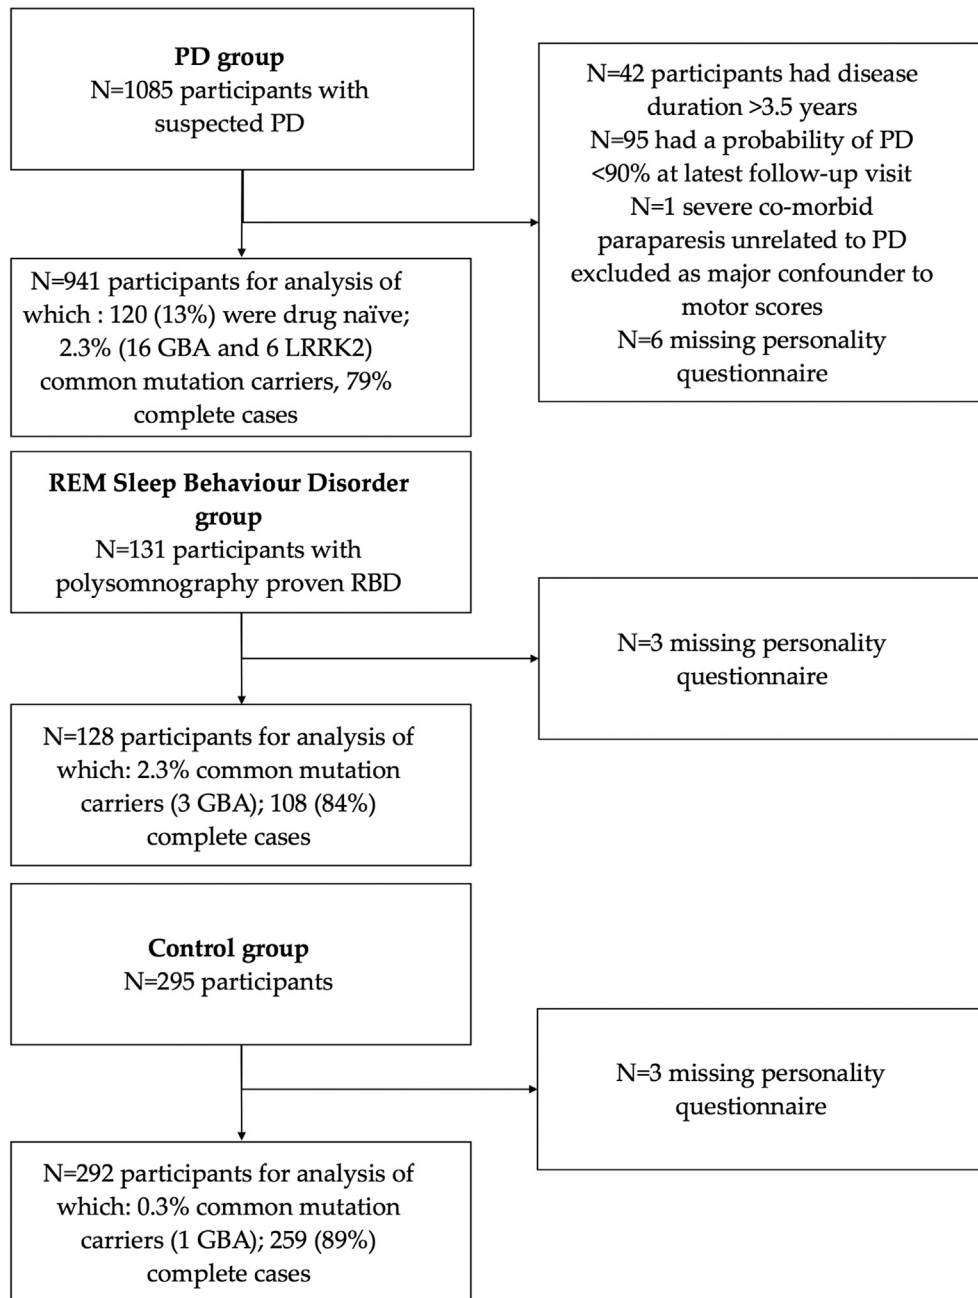 PD group
N=1085 participants with
suspected PD
N=42 participants had disease
duration >3.5 years
N=95 had a probability of PD
<90% at latest follow-up visit
N=1 severe co-morbid
paraparesis unrelated to PD
excluded as major confounder to
motor scores
N=6 missing personality
questionnaire
N=941 participants for analysis of
which : 120 (13%) were drug naïve;
2.3% (16 GBA and 6 LRRK2)
common mutation carriers, 79%
complete cases
REM Sleep Behaviour Disorder
group
N=131 participants with
polysomnography proven RBD
N=3 missing personality
questionnaire
N=128 participants for analysis of
which: 2.3% common mutation
carriers (3 GBA); 108 (84%)
complete cases
Control group
N=295 participants
N=3 missing personality
questionnaire
N=292 participants for analysis of
which: 0.3% common mutation
carriers (1 GBA); 259 (89%)
complete cases